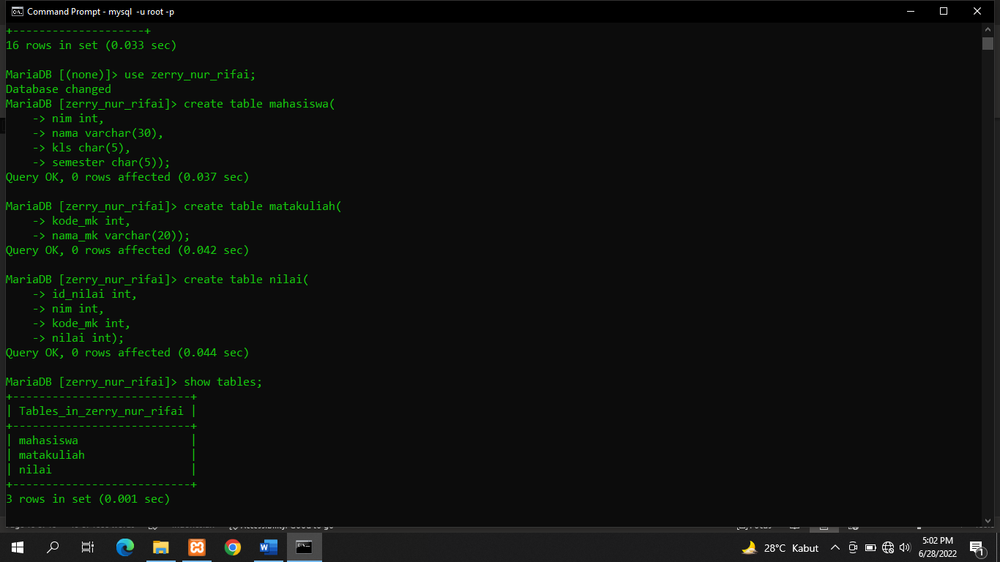 Command Prompt - mysql -u root -p
+--------------------+
16 rows in set (0.033 sec)
MariaDB [(none)]> use zerry_nur_rifai;
Database changed
MariaDB [zerry_nur_rifai]> create table mahasiswa(
    -> nim int,
    -> nama varchar(30),
    -> kls char(5),
    -> semester char(5));
Query OK, 0 rows affected (0.037 sec)
MariaDB [zerry_nur_rifai]> create table matakuliah(
    -> kode_mk int,
    -> nama_mk varchar(20));
Query OK, 0 rows affected (0.042 sec)
MariaDB [zerry_nur_rifai]> create table nilai(
    -> id_nilai int,
    -> nim int,
    -> kode_mk int,
    -> nilai int);
Query OK, 0 rows affected (0.044 sec)
MariaDB [zerry_nur_rifai]> show tables;
+---------------------------+
| Tables_in_zerry_nur_rifai |
+---------------------------+
| mahasiswa                 |
| matakuliah                |
| nilai                     |
+---------------------------+
3 rows in set (0.001 sec)
28°C Kabut
5:02 PM
6/28/2022
1